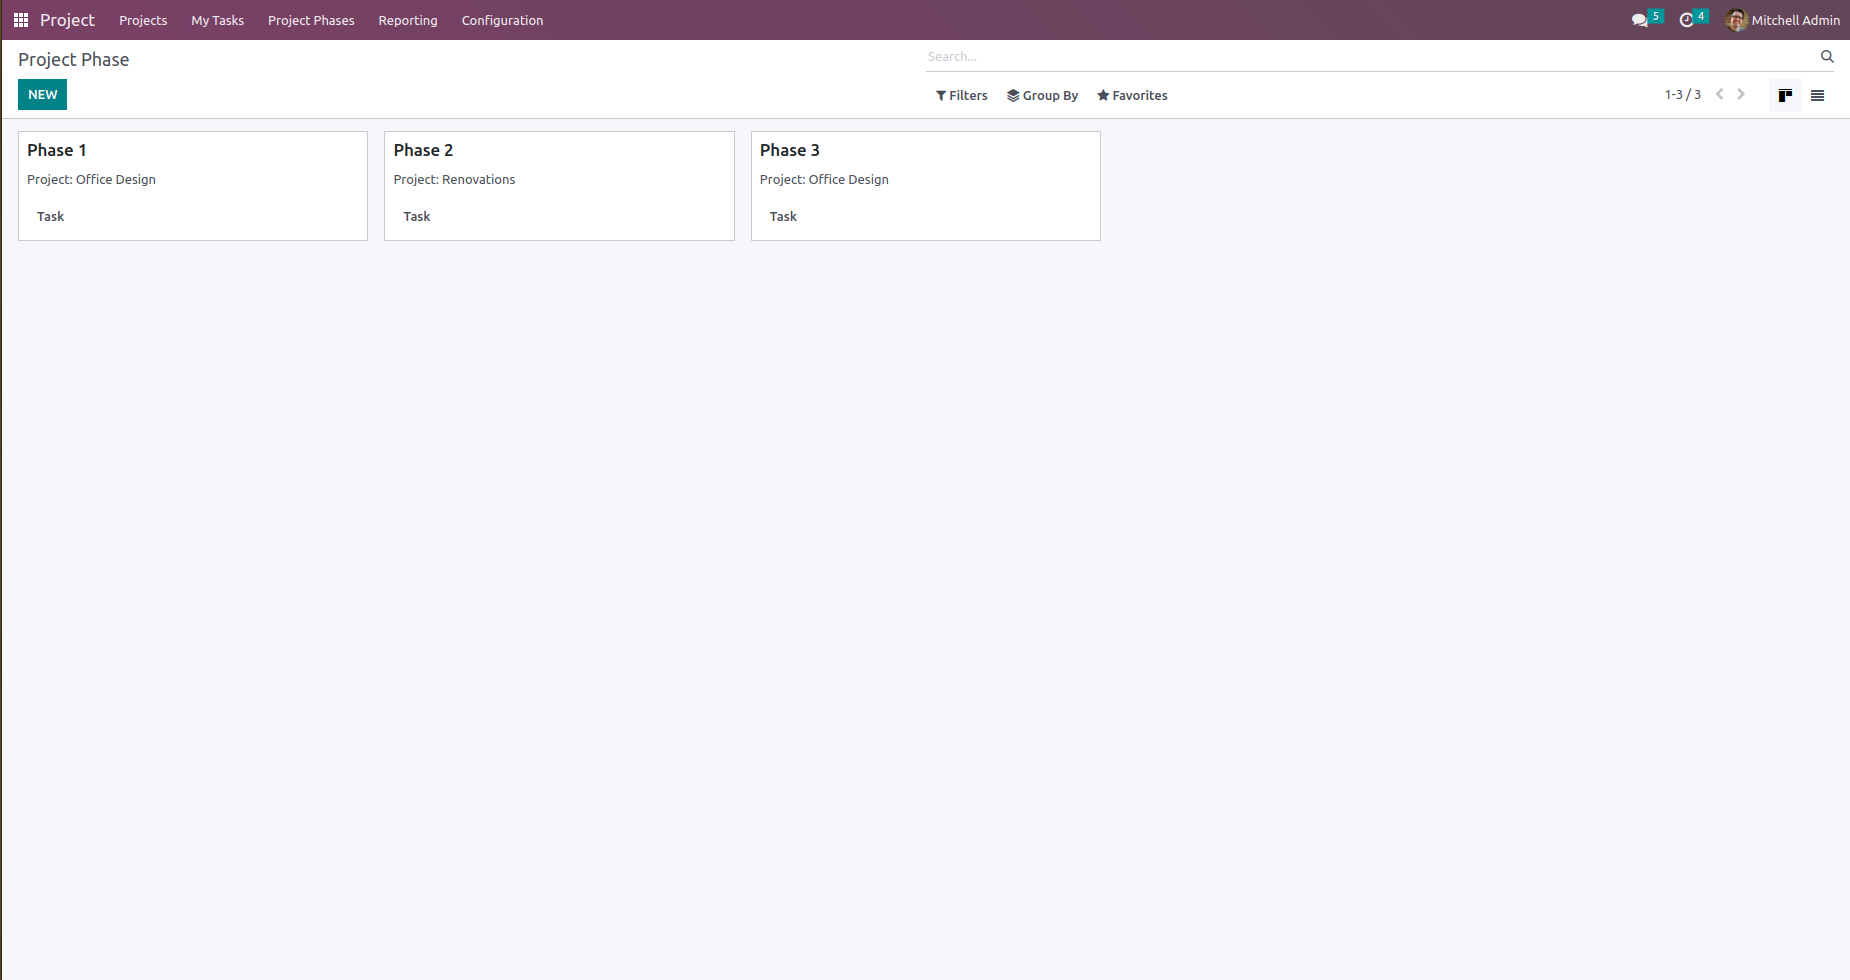 Project Projects My Tasks Project Phases Reporting Configuration 5 4 Mitchell Admin
Project Phase
Search...
NEW
Filters Group By Favorites
1-3 / 3
Phase 1
Project: Office Design
Task
Phase 2
Project: Renovations
Task
Phase 3
Project: Office Design
Task